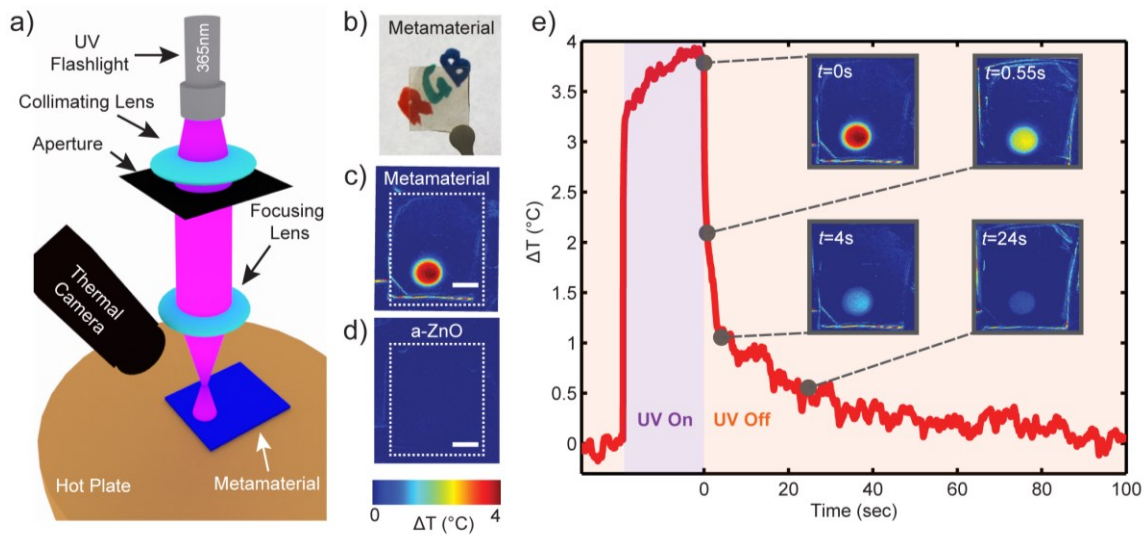 a)
UV
Flashlight
365nm
Collimating Lens
Aperture
Focusing
Lens
Thermal
Camera
Hot Plate
Metamaterial
b)
Metamaterial
RGB
c)
Metamaterial
d)
a-ZnO
0
4
ΔT (°C)
e)
ΔT (°C)
4
3.5
3
2.5
2
1.5
1
0.5
0
t=0s
t=0.55s
t=4s
t=24s
UV On
UV Off
0
20
40
60
80
100
Time (sec)